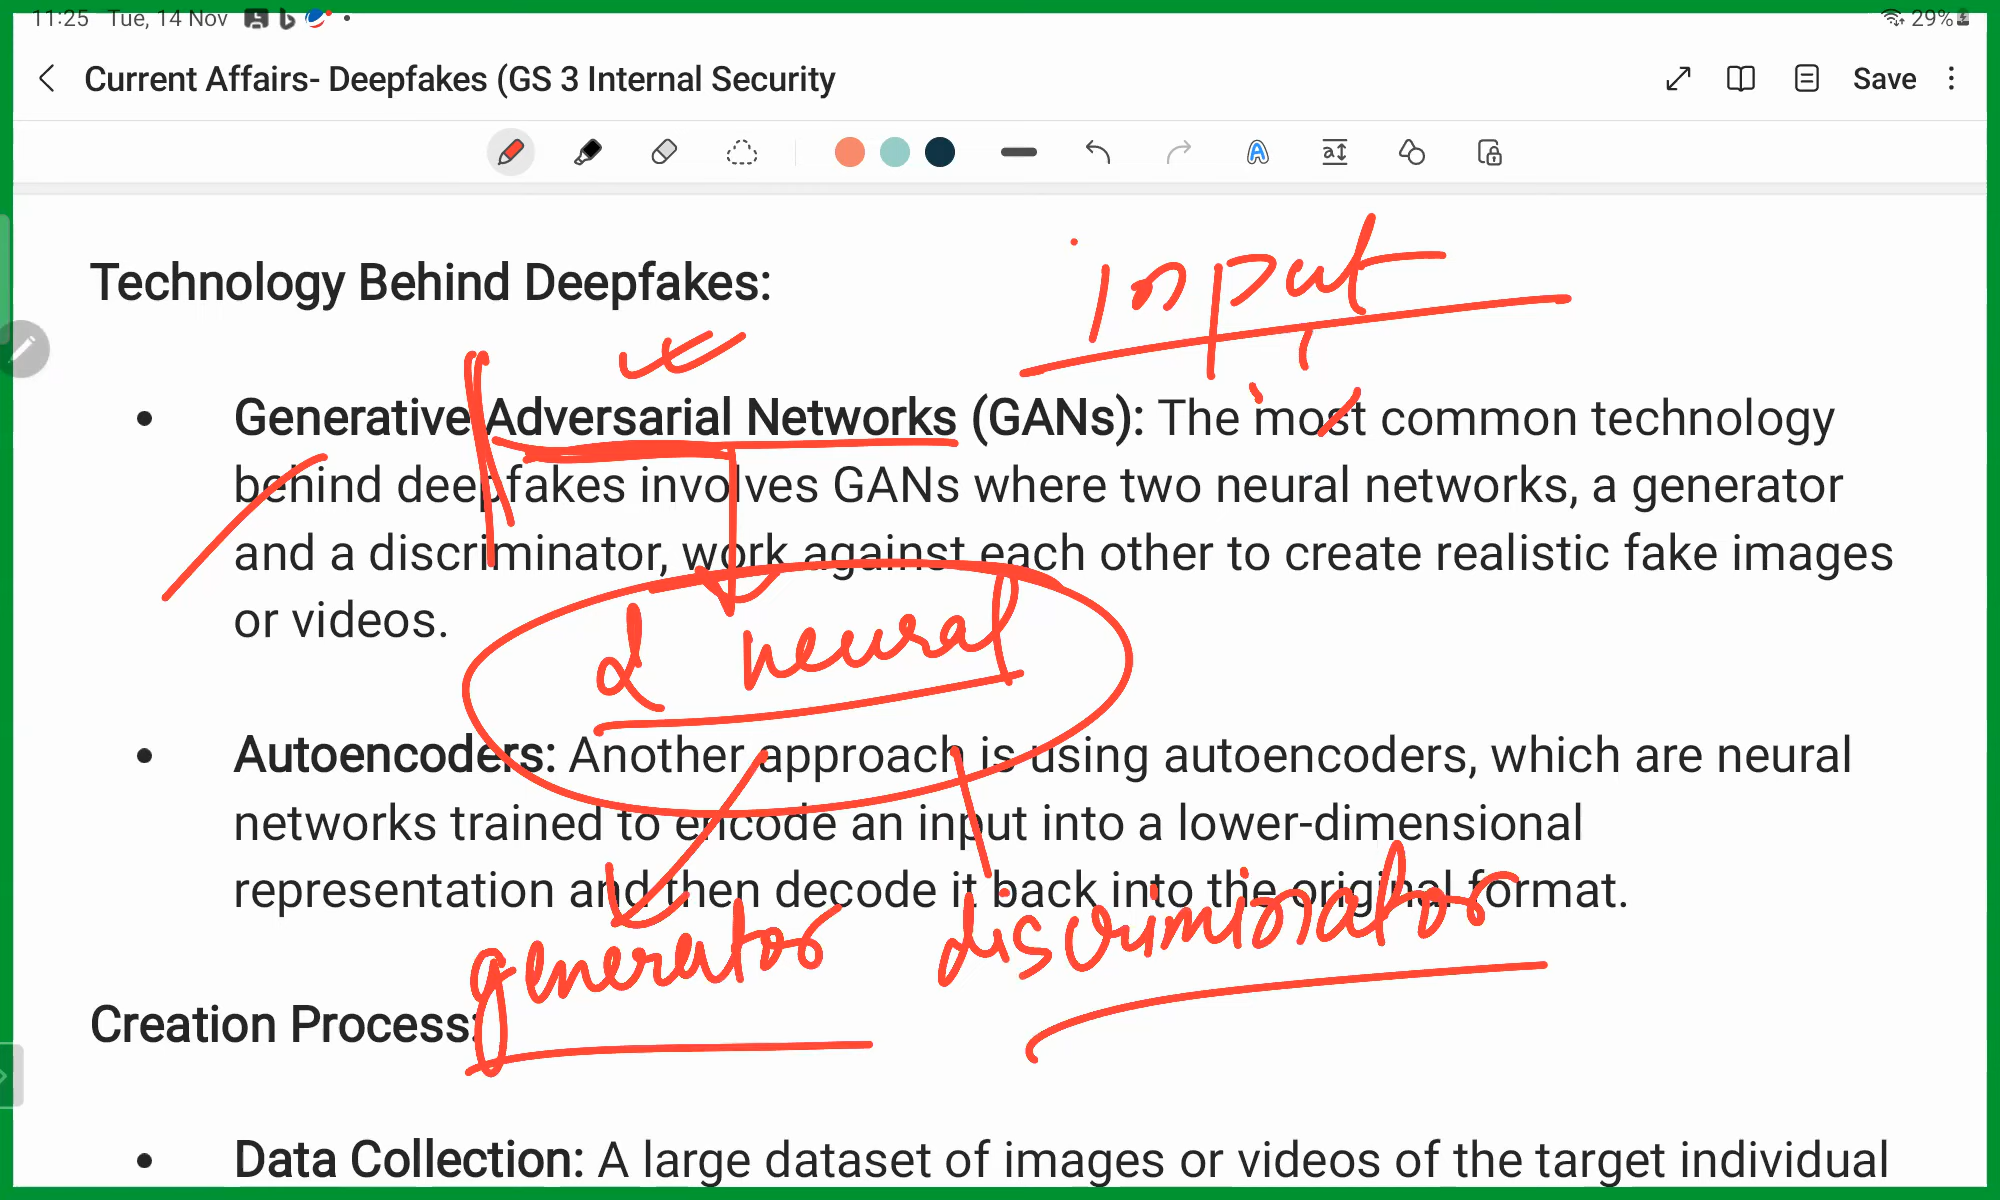 11:25 Tue, 14 Nov
29%
Current Affairs- Deepfakes (GS 3 Internal Security
Save
Technology Behind Deepfakes:
input
Generative Adversarial Networks (GANs): The most common technology
behind deepfakes involves GANs where two neural networks, a generator
and a discriminator, work against each other to create realistic fake images
or videos.
2 neural
Autoencoders: Another approach is using autoencoders, which are neural
networks trained to encode an input into a lower-dimensional
representation and then decode it back into the original format.
generator discriminator
Creation Process:
Data Collection: A large dataset of images or videos of the target individual